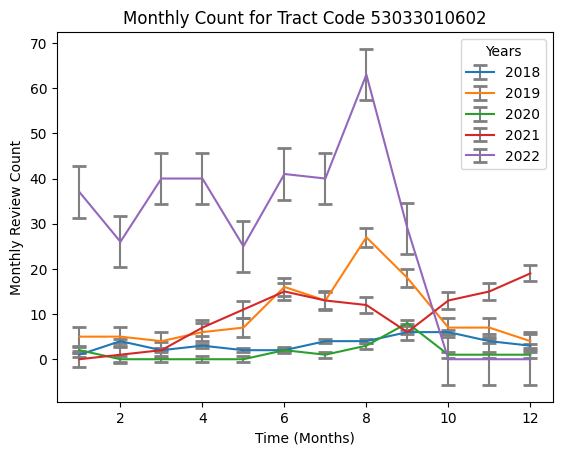 Monthly Count for Tract Code 53033010602
Years
2018
2019
2020
2021
2022
Monthly Review Count
70
60
50
40
30
20
10
0
2 4 6 8 10 12
Time (Months)